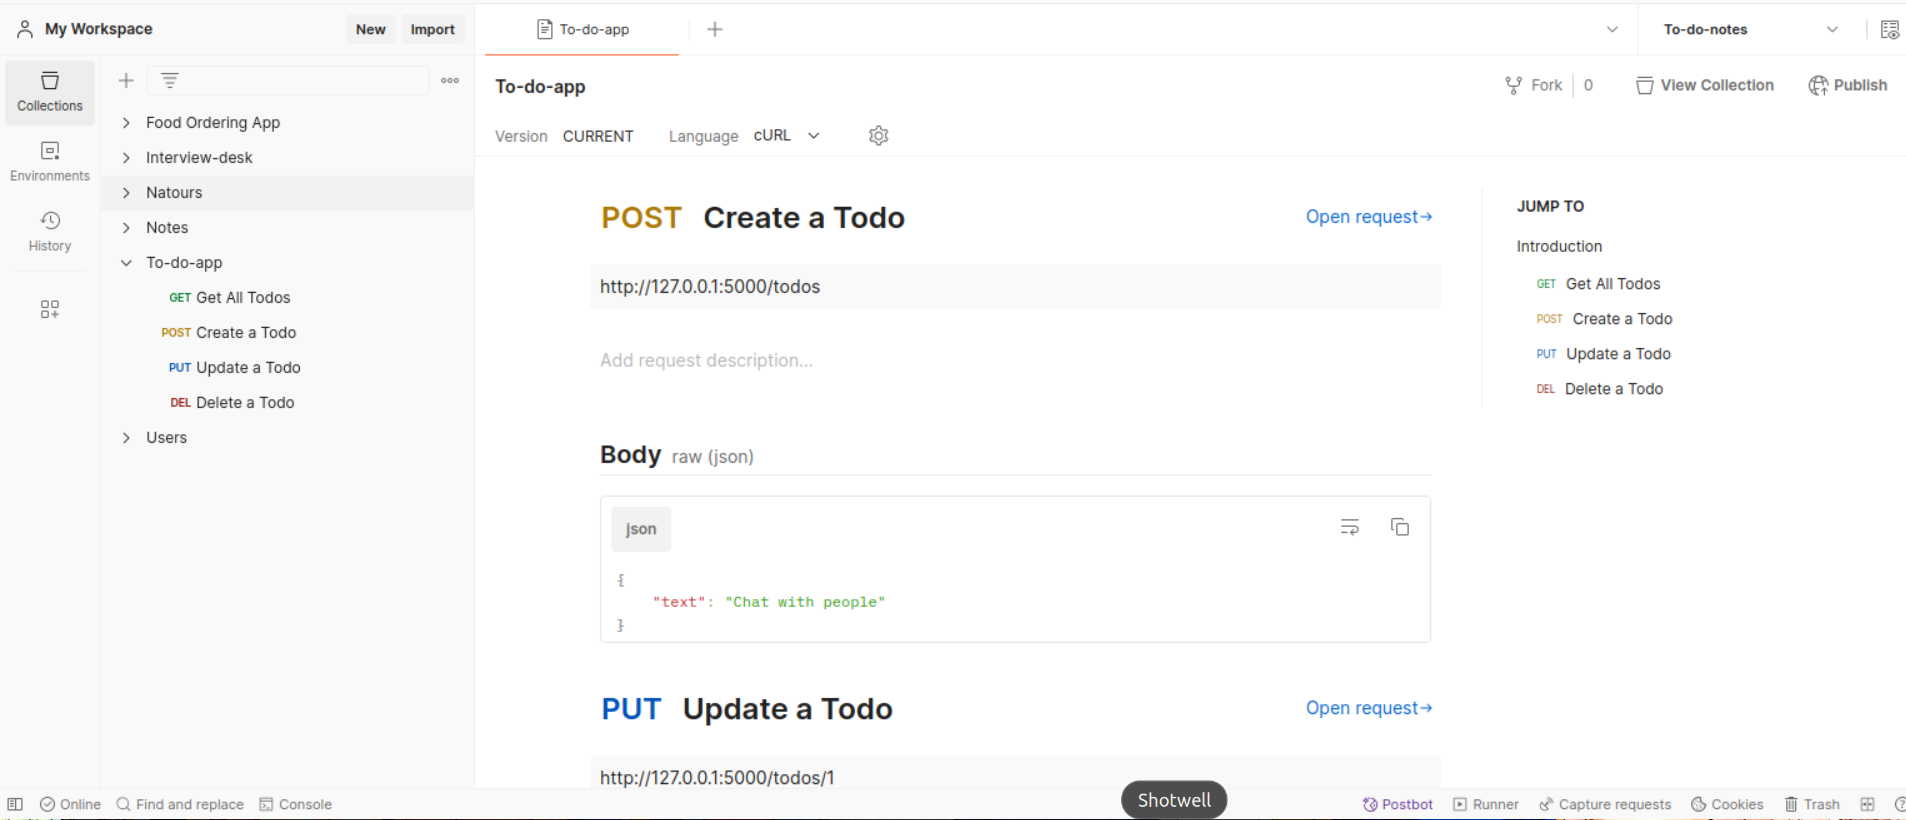 My Workspace
New
Import
To-do-app
To-do-notes
Collections
Environments
History
Food Ordering App
Interview-desk
Natours
Notes
To-do-app
GET Get All Todos
POST Create a Todo
PUT Update a Todo
DEL Delete a Todo
Users
To-do-app
Fork 0
View Collection
Publish
Version CURRENT
Language cURL
POST Create a Todo
Open request→
http://127.0.0.1:5000/todos
Add request description...
Body raw (json)
json
{
"text": "Chat with people"
}
PUT Update a Todo
Open request→
http://127.0.0.1:5000/todos/1
JUMP TO
Introduction
GET Get All Todos
POST Create a Todo
PUT Update a Todo
DEL Delete a Todo
Online
Find and replace
Console
Shotwell
Postbot
Runner
Capture requests
Cookies
Trash